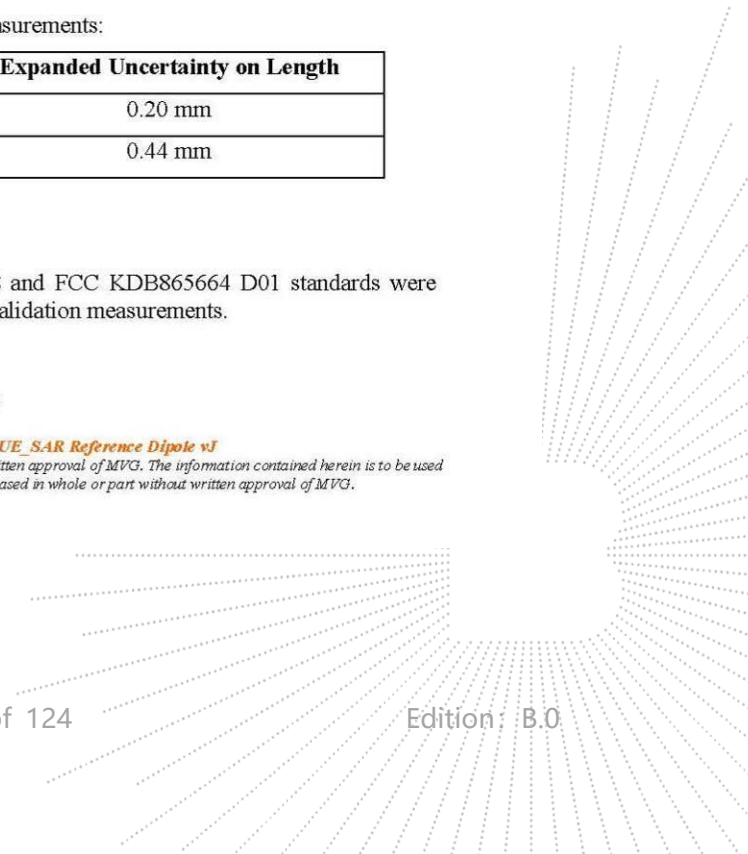 asurements:
Expanded Uncertainty on Length
0.20 mm
0.44 mm
and FCC KDB865664 D01 standards were
alidation measurements.
UE_SAR Reference Dipole vJ
tten approval of MVG. The information contained herein is to be used
ased in whole or part without written approval of MVG.
of 124
Edition: B.0